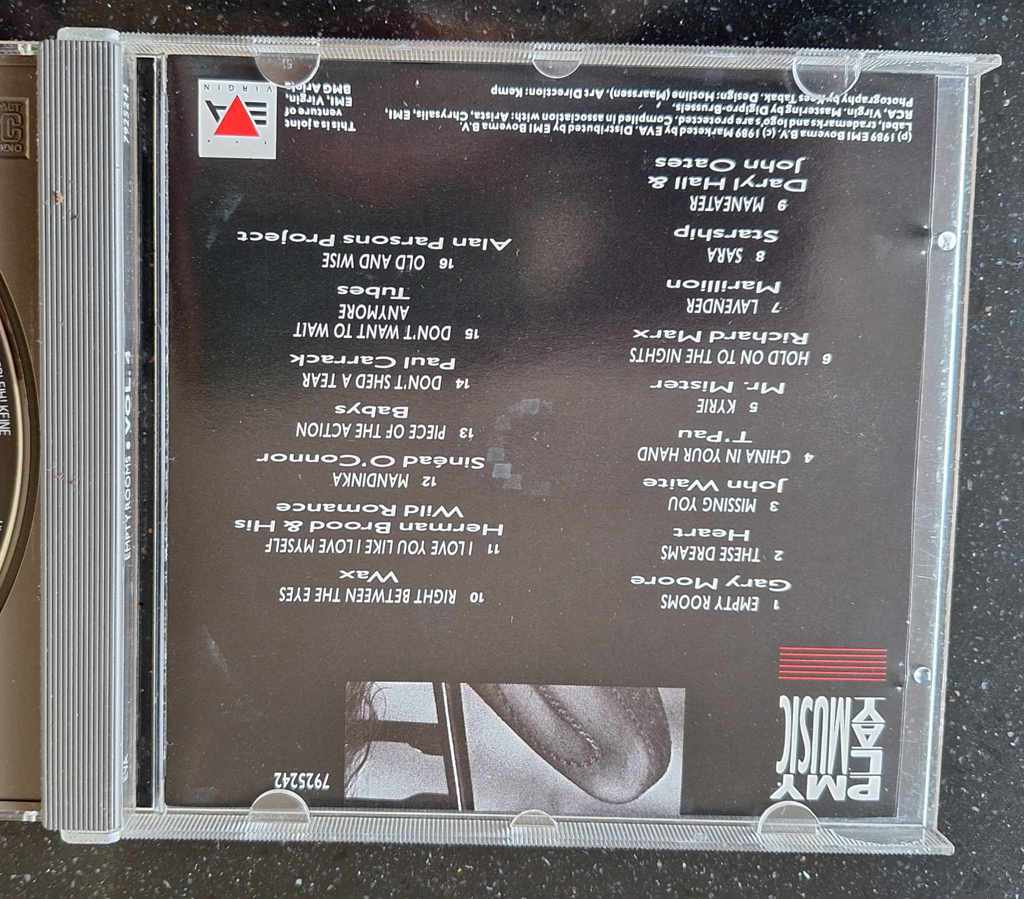 PLAY
MY
MUSIC
7925242
1 EMPTY ROOMS
Gary Moore
2 THESE DREAMS
Heart
3 MISSING YOU
John Waite
4 CHINA IN YOUR HAND
T'Pau
5 KYRIE
Mr. Mister
6 HOLD ON TO THE NIGHTS
Richard Marx
7 LAVENDER
Marillion
8 SARA
Starship
9 MANEATER
Daryl Hall &
John Oates
10 RIGHT BETWEEN THE EYES
Wax
11 I LOVE YOU LIKE I LOVE MYSELF
Herman Brood & His
Wild Romance
12 MANDINKA
Sinéad O'Connor
13 PIECE OF THE ACTION
Babys
14 DON'T SHED A TEAR
Paul Carrack
15 DON'T WANT TO WAIT
ANYMORE
Tubes
16 OLD AND WISE
Alan Parsons Project
(p) 1989 EMI Bovema B.V. (c) 1989 Marketed by EVA. Distributed by EMI Bovema B.V.
Label, trademarks and logo's are protected. Compiled in association with: Arista, Chrysalis, EMI,
RCA, Virgin. Mastering by Digipro-Brussels
Photography by Kees Tabak. Design: Hotline (Maarssen). Art Direction: Kemp
This is a joint
venture of
EMI, Virgin,
BMG Ariola
EVA
VIRGIN
EMPTY ROOMS • VOL. 4
7925242